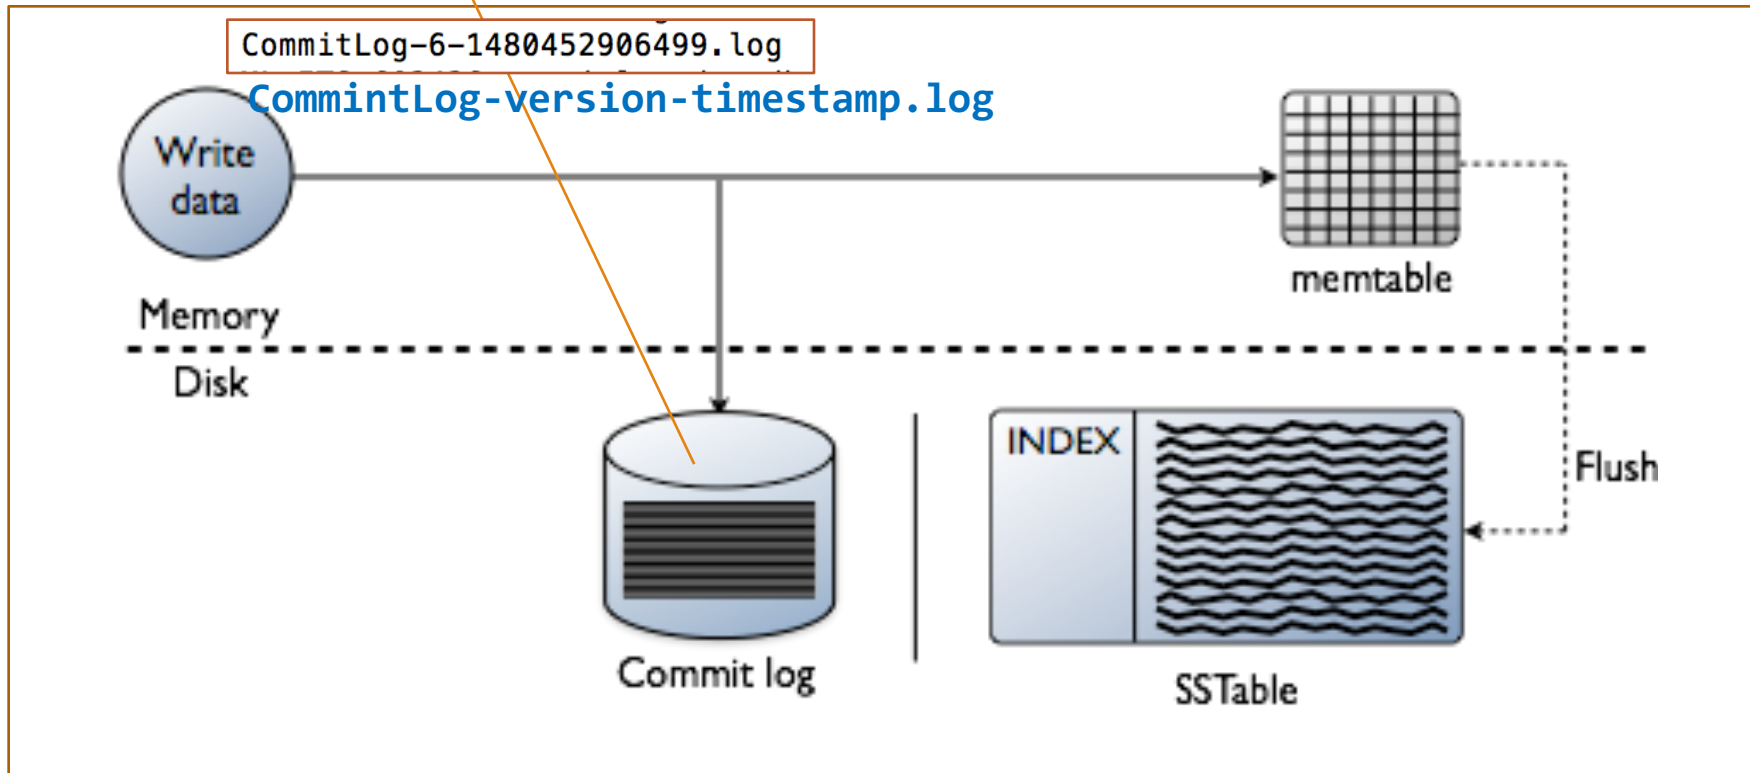 CommitLog-6-1480452906499.log
CommintLog-version-timestamp.log
Write
data
memtable
Memory
Disk
INDEX
Flush
Commit log
SSTable